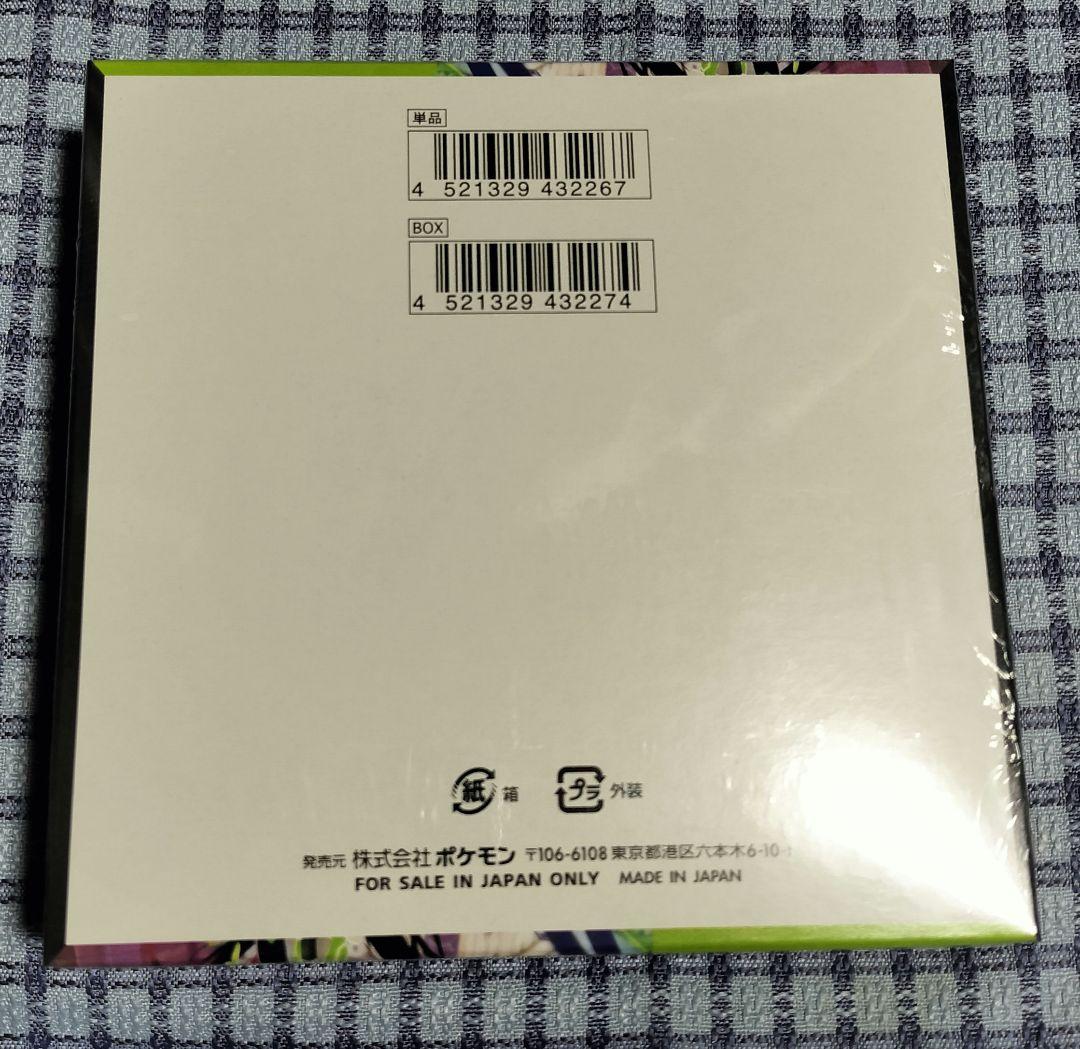 単品
4 521329 432267
BOX
4 521329 432274
紙 箱 プラ 外装
発売元 株式会社 ポケモン 〒106-6108 東京都港区六本木6-10-
FOR SALE IN JAPAN ONLY MADE IN JAPAN